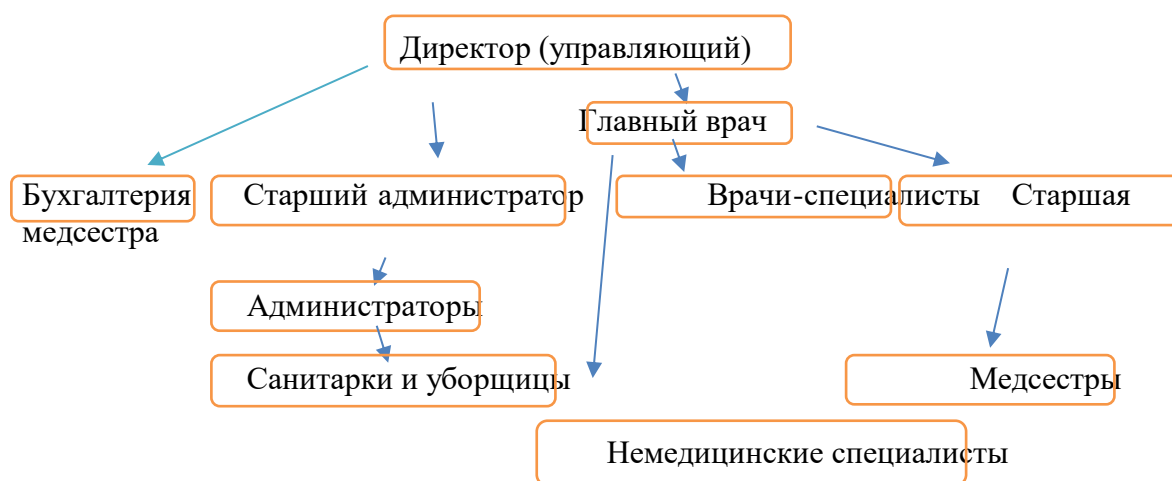 Директор (управляющий)
Главный врач
Бухгалтерия Старший администратор Врачи-специалисты Старшая
медсестра
Администраторы
Санитарки и уборщицы Медсестры
Немедицинские специалисты